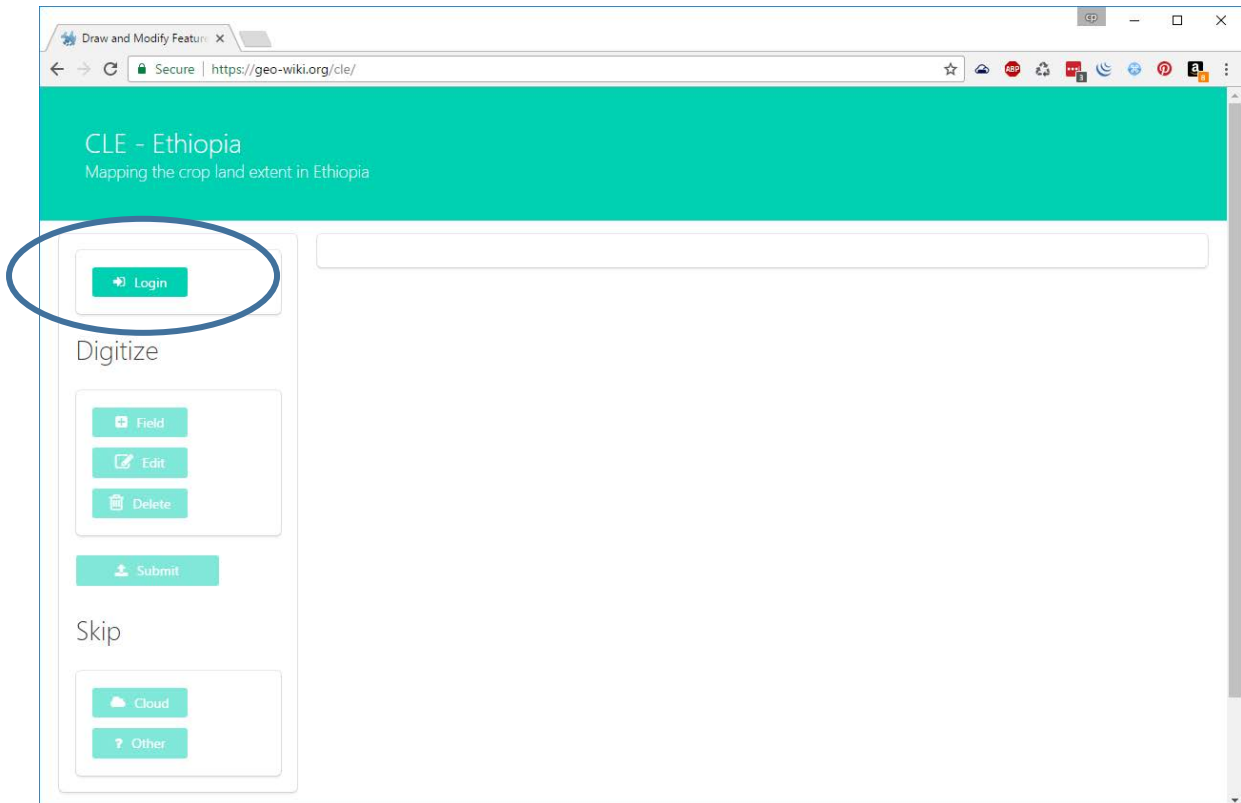 Draw and Modify Feature
Secure | https://geo-wiki.org/cle/
CLE - Ethiopia
Mapping the crop land extent in Ethiopia
Login
Digitize
Field
Edit
Delete
Submit
Skip
Cloud
? Other